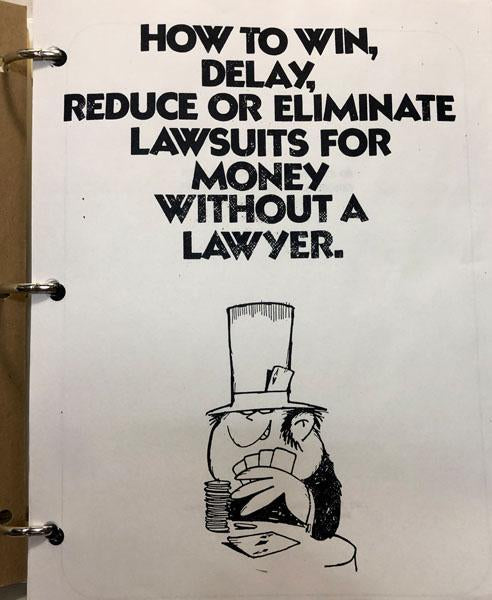 HOW TO WIN,
DELAY,
REDUCE OR ELIMINATE
LAWSUITS FOR
MONEY
WITHOUT A
LAWYER.